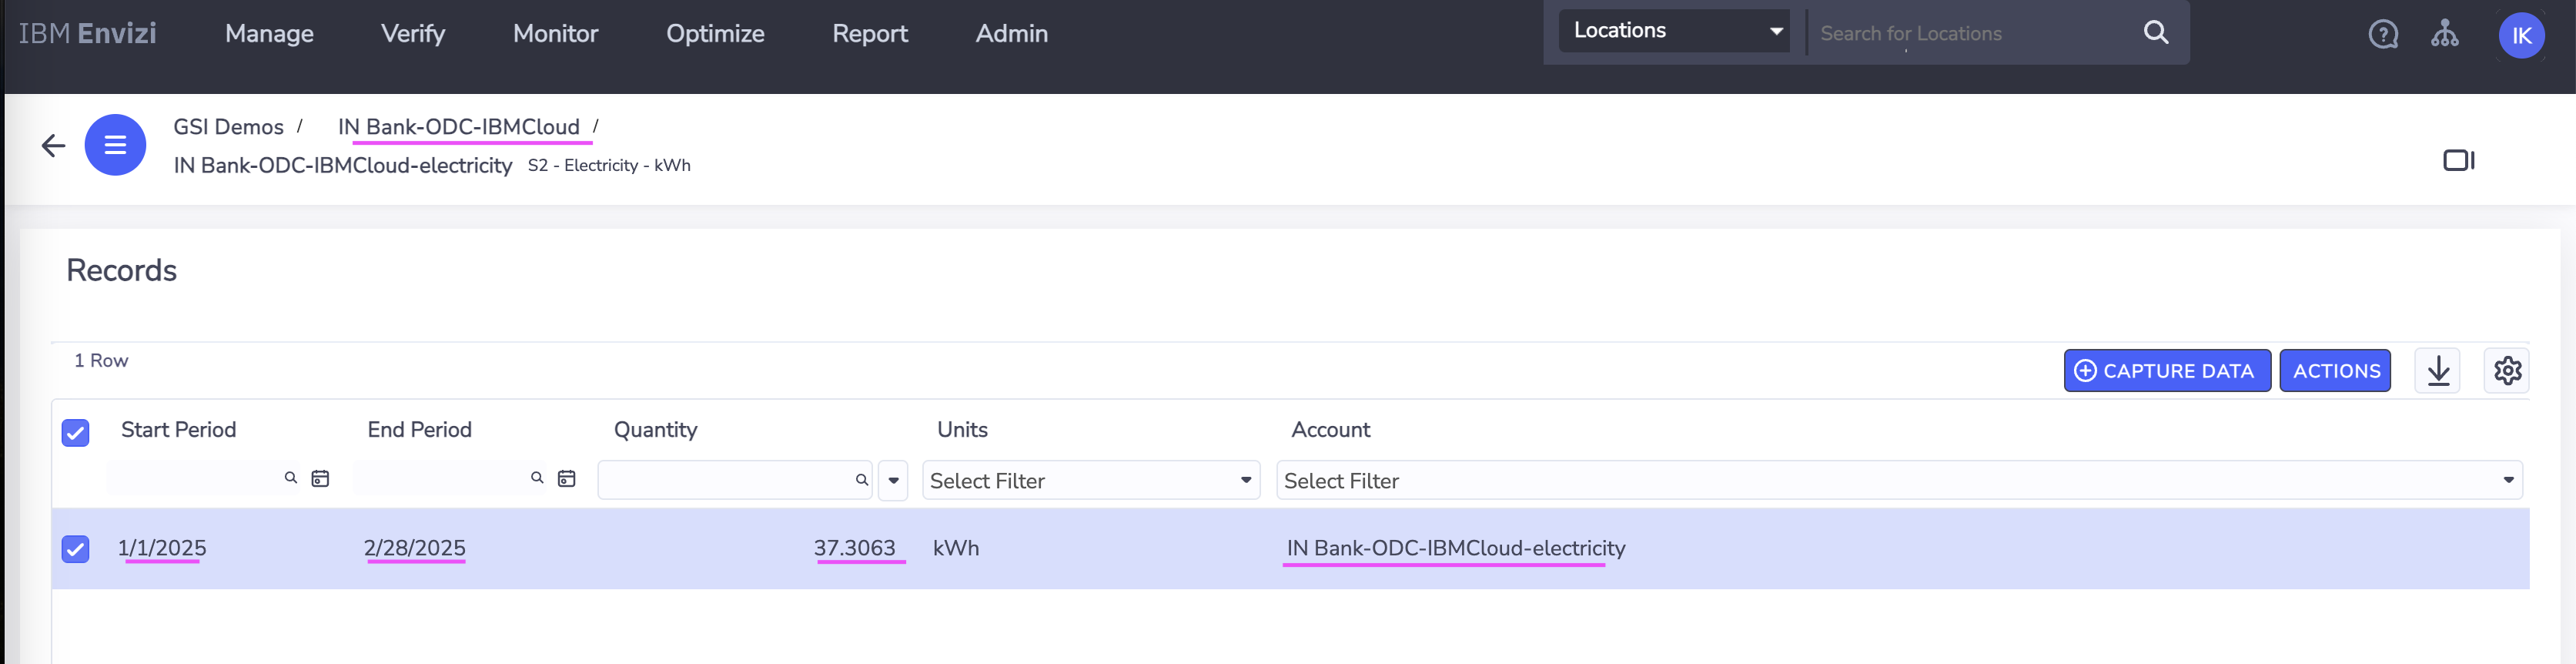 IBM Envizi Manage Verify Monitor Optimize Report Admin Locations Search for Locations IK
GSI Demos / IN Bank-ODC-IBMCloud /
IN Bank-ODC-IBMCloud-electricity S2 - Electricity - kWh
Records
1 Row CAPTURE DATA ACTIONS
Start Period End Period Quantity Units Account
Select Filter Select Filter
1/1/2025 2/28/2025 37.3063 kWh IN Bank-ODC-IBMCloud-electricity